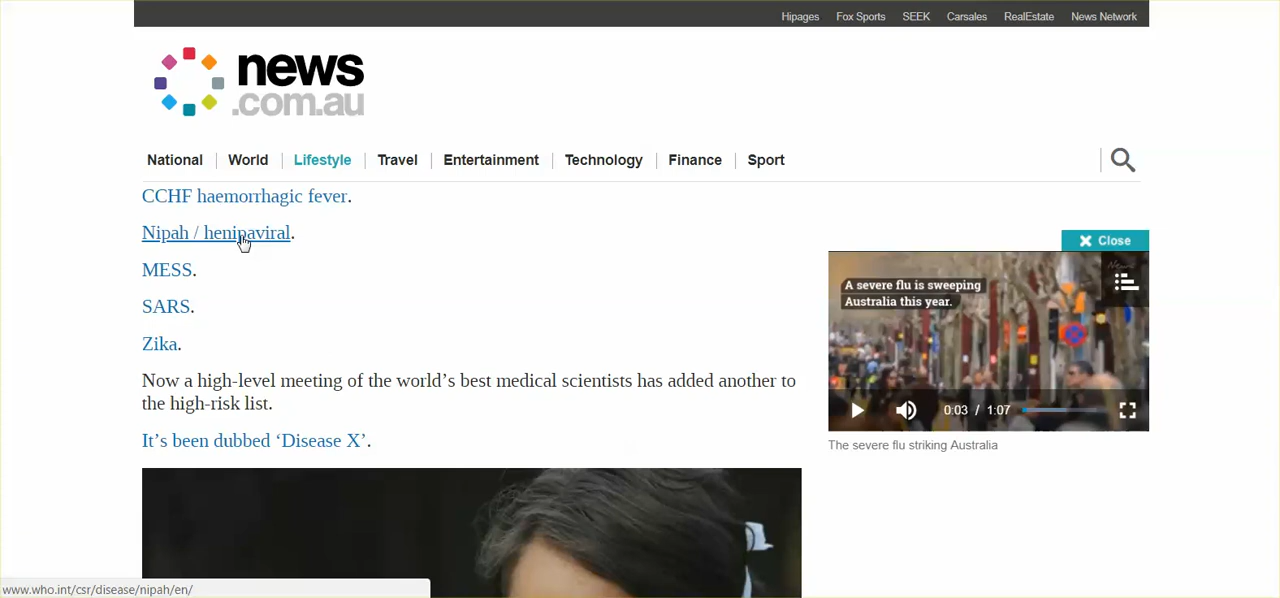 Hipages Fox Sports SEEK Carsales RealEstate News Network
news
.com.au
National World Lifestyle Travel Entertainment Technology Finance Sport
CCHF haemorrhagic fever.
Nipah / henipaviral.
MESS.
SARS.
Zika.
Now a high-level meeting of the world’s best medical scientists has added another to
the high-risk list.
It’s been dubbed ‘Disease X’.
Close
A severe flu is sweeping
Australia this year.
0:03 / 1:07
The severe flu striking Australia
www.who.int/csr/disease/nipah/en/